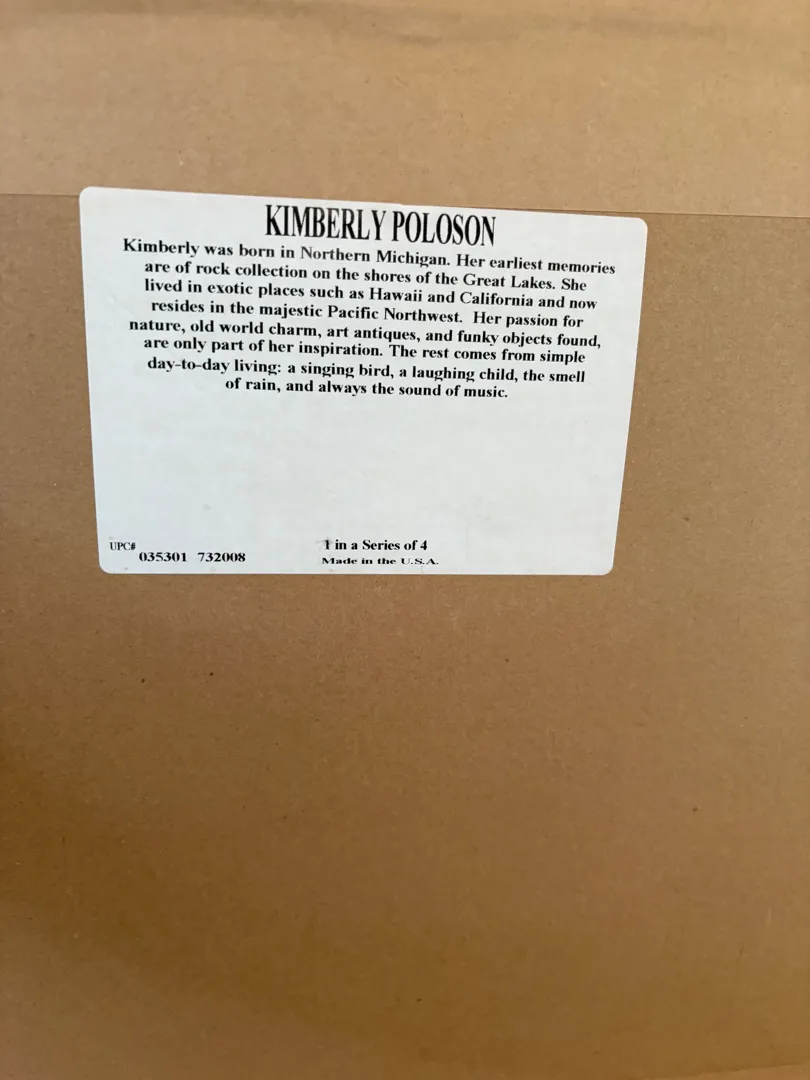 KIMBERLY POLOSON
Kimberly was born in Northern Michigan. Her earliest memories
are of rock collection on the shores of the Great Lakes. She
lived in exotic places such as Hawaii and California and now
resides in the majestic Pacific Northwest. Her passion for
nature, old world charm, art antiques, and funky objects found,
are only part of her inspiration. The rest comes from simple
day-to-day living: a singing bird, a laughing child, the smell
of rain, and always the sound of music.
UPC# 035301 732008
1 in a Series of 4
Made in the U.S.A.